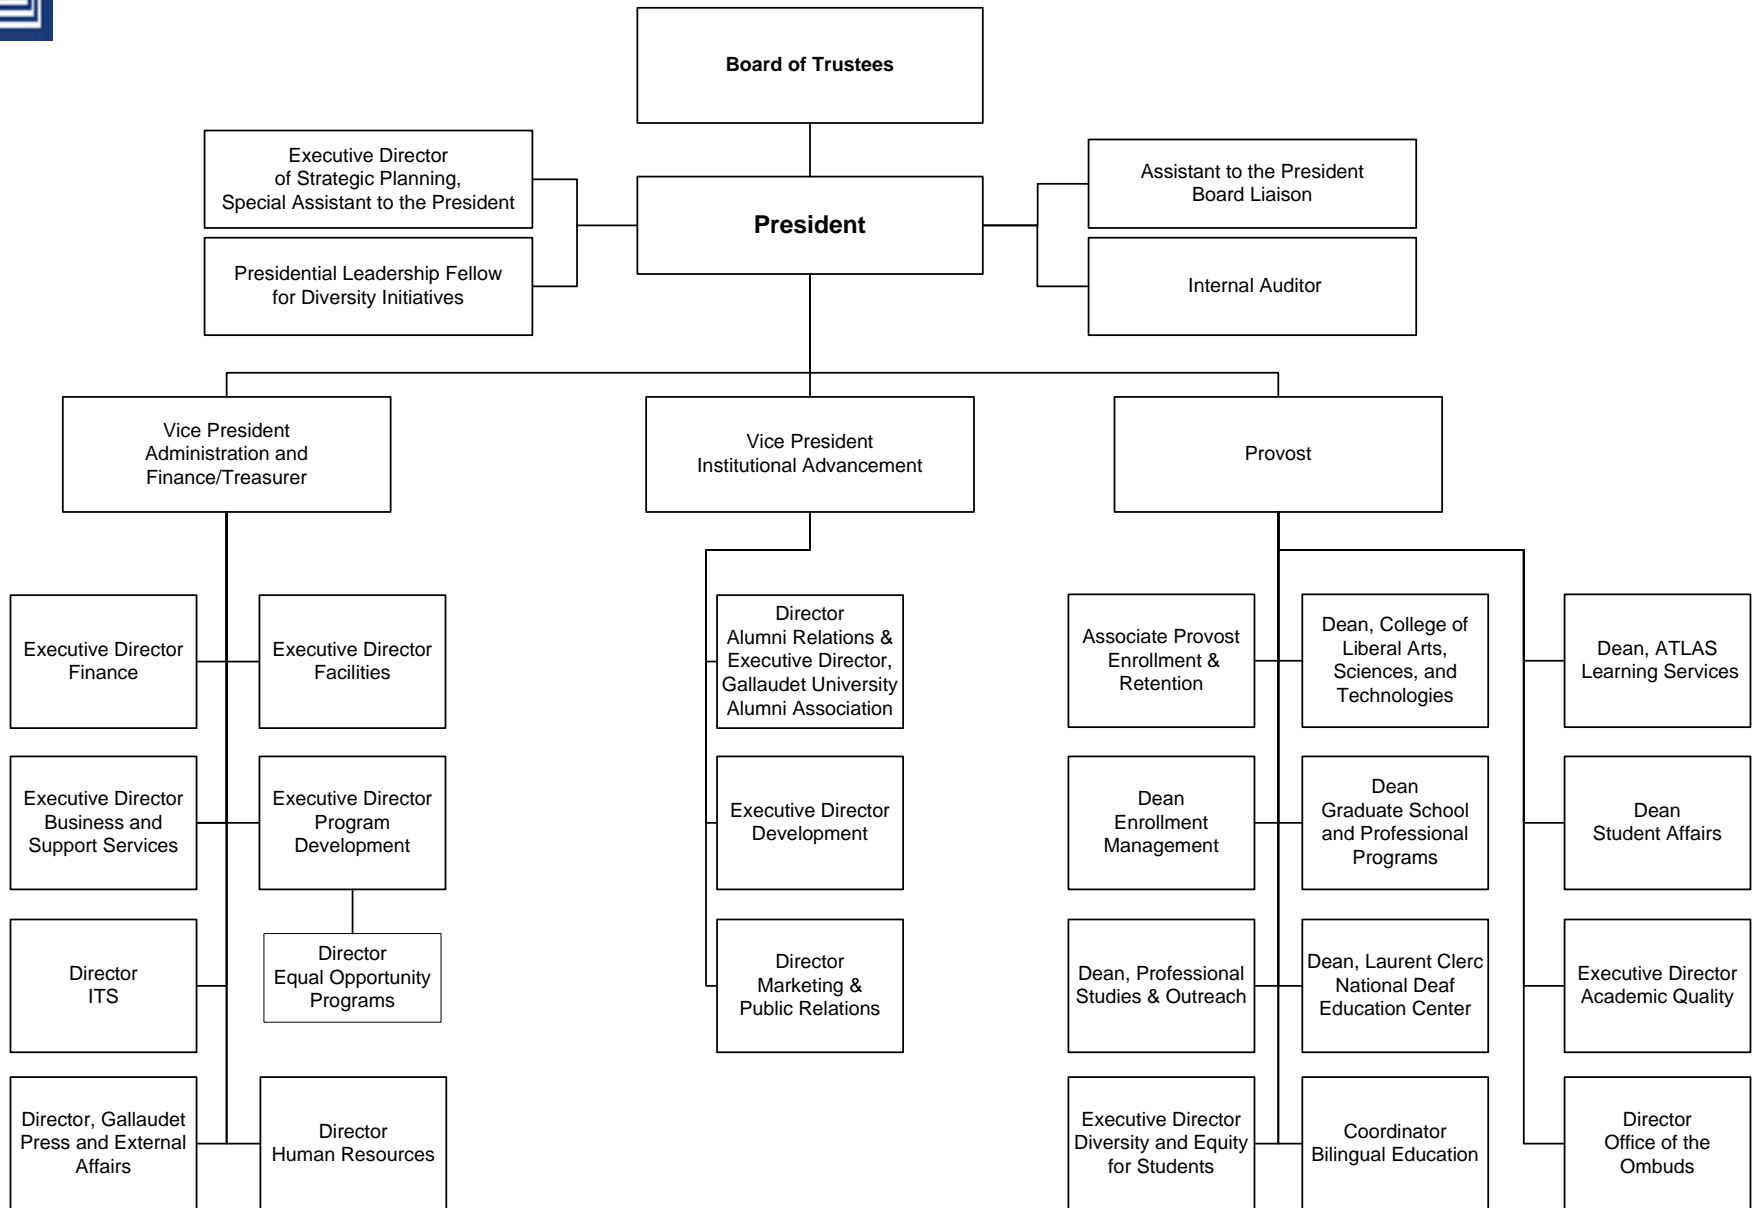 Board of Trustees
Executive Director
of Strategic Planning,
Special Assistant to the President
Assistant to the President
Board Liaison
President
Presidential Leadership Fellow
for Diversity Initiatives
Internal Auditor
Vice President
Administration and
Finance/Treasurer
Vice President
Institutional Advancement
Provost
Executive Director
Finance
Executive Director
Facilities
Director
Alumni Relations &
Executive Director,
Gallaudet University
Alumni Association
Associate Provost
Enrollment &
Retention
Dean, College of
Liberal Arts,
Sciences, and
Technologies
Dean, ATLAS
Learning Services
Executive Director
Business and
Support Services
Executive Director
Program
Development
Executive Director
Development
Dean
Enrollment
Management
Dean
Graduate School
and Professional
Programs
Dean
Student Affairs
Director
ITS
Director
Equal Opportunity
Programs
Director
Marketing &
Public Relations
Dean, Professional
Studies & Outreach
Dean, Laurent Clerc
National Deaf
Education Center
Executive Director
Academic Quality
Director, Gallaudet
Press and External
Affairs
Director
Human Resources
Executive Director
Diversity and Equity
for Students
Coordinator
Bilingual Education
Director
Office of the
Ombuds